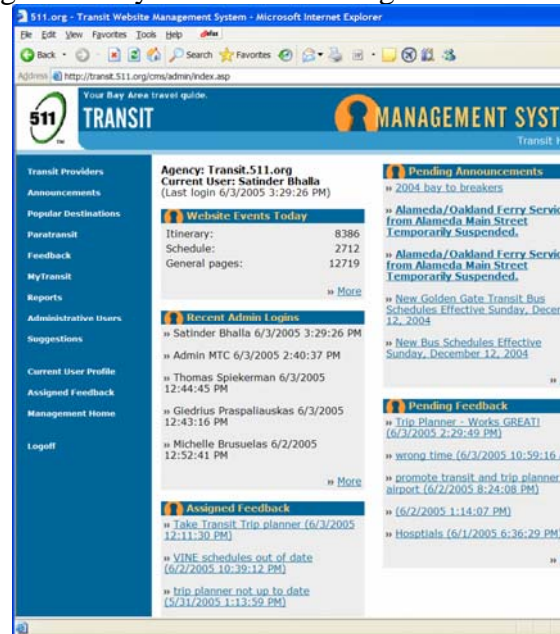 511.org - Transit Website Management System - Microsoft Internet Explorer
File Edit View Favorites Tools Help
Back Search Favorites
Address http://transit.511.org/cms/admin/index.asp
Your Bay Area travel guide.
511 TRANSIT
MANAGEMENT SYST
Transit H
Transit Providers
Announcements
Popular Destinations
Paratransit
Feedback
MyTransit
Reports
Administrative Users
Suggestions
Current User Profile
Assigned Feedback
Management Home
Logoff
Agency: Transit.511.org
Current User: Satinder Bhalla
(Last login 6/3/2005 3:29:26 PM)
Website Events Today
Itinerary: 8386
Schedule: 2712
General pages: 12719
» More
Recent Admin Logins
» Satinder Bhalla 6/3/2005 3:29:26 PM
» Admin MTC 6/3/2005 2:40:37 PM
» Thomas Spiekerman 6/3/2005
12:44:45 PM
» Giedrius Praspaliauskas 6/3/2005
12:43:16 PM
» Michelle Brusuelas 6/2/2005
12:52:41 PM
» More
Assigned Feedback
» Take Transit Trip planner (6/3/2005
12:11:30 PM)
» VINE schedules out of date
(6/2/2005 10:39:12 PM)
» trip planner not up to date
(5/31/2005 1:13:59 PM)
Pending Announcements
» 2004 bay to breakers
» Alameda/Oakland Ferry Servic
from Alameda Main Street
Temporarily Suspended.
» Alameda/Oakland Ferry Servic
from Alameda Main Street
Temporarily Suspended.
» New Golden Gate Transit Bus
Schedules Effective Sunday, Decem
12, 2004
» New Bus Schedules Effective
Sunday, December 12, 2004
»
Pending Feedback
» Trip Planner - Works GREAT!
(6/3/2005 2:29:49 PM)
» wrong time (6/3/2005 10:59:16
» promote transit and trip planner
airport (6/2/2005 8:24:08 PM)
» (6/2/2005 1:14:07 PM)
» Hosptials (6/1/2005 6:36:29 PM)
»